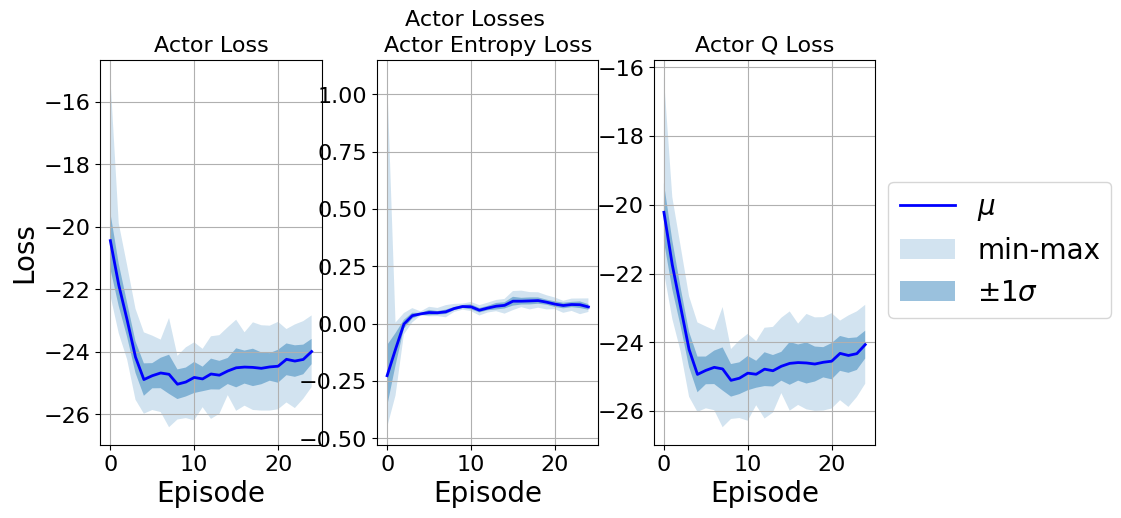 Actor Losses
Actor Loss
Actor Entropy Loss
Actor Q Loss
Loss
−16
−18
−20
−22
−24
−26
0
10
20
Episode
1.00
0.75
0.50
0.25
0.00
−0.25
−0.50
0
10
20
Episode
−16
−18
−20
−22
−24
−26
0
10
20
Episode
μ
min-max
±1σ